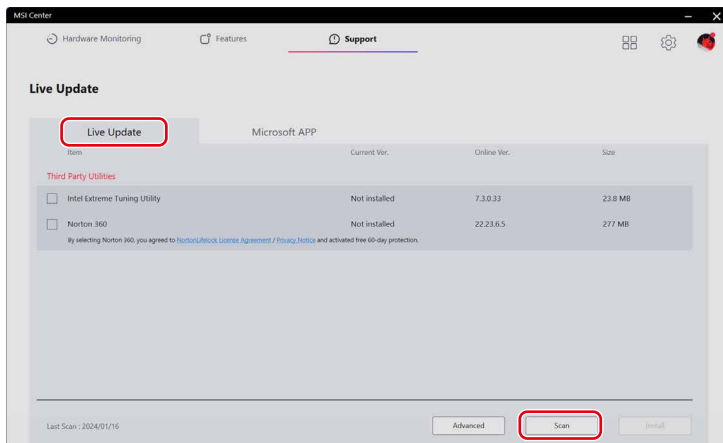 MSI Center
Hardware Monitoring Features Support
Live Update
Live Update Microsoft APP
Item Current Ver. Online Ver. Size
Third Party Utilities
Intel Extreme Tuning Utility Not installed 7.3.0.33 23.8 MB
Norton 360 Not installed 22.23.6.5 277 MB
By selecting Norton 360, you agreed to NortonLifelock License Agreement / Privacy Notice and activated free 60-day protection.
Last Scan : 2024/01/16 Advanced Scan Install